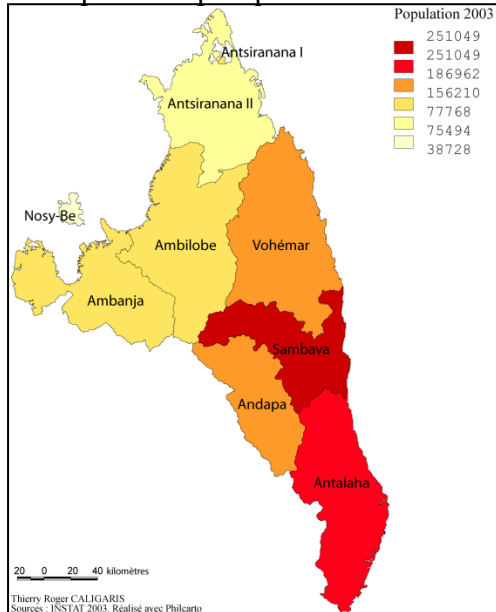 Population 2003
251049
251049
186962
156210
77768
75494
38728
Antsiranana I
Antsiranana II
Nosy-Be
Ambilobe
Vohémar
Ambanja
Sambava
Andapa
Antalaha
20 0 20 40 kilomètres
Thierry Roger CALIGARIS
Sources : INSTAT 2003. Réalisé avec Philcarto